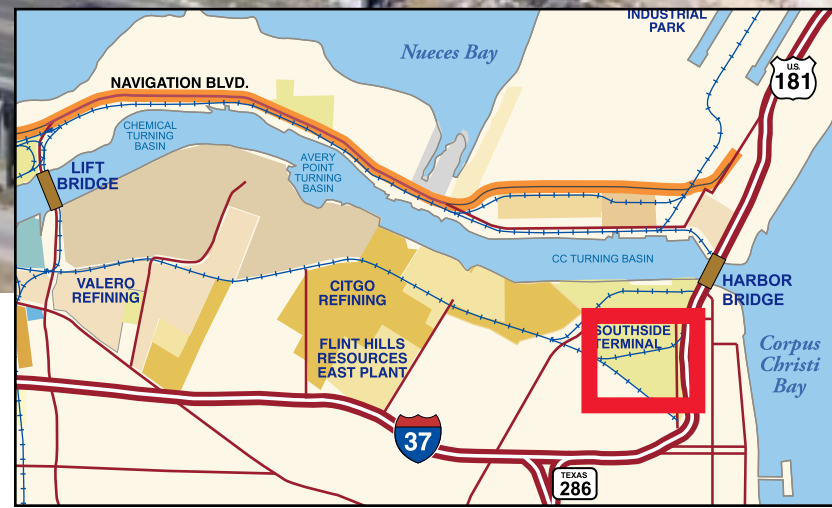 INDUSTRIAL
PARK
Nueces Bay
U.S.
181
NAVIGATION BLVD.
CHEMICAL
TURNING
BASIN
AVERY
POINT
TURNING
BASIN
LIFT
BRIDGE
CC TURNING BASIN
VALERO
REFINING
CITGO
REFINING
HARBOR
BRIDGE
FLINT HILLS
RESOURCES
EAST PLANT
SOUTHSIDE
TERMINAL
Corpus
Christi
Bay
37
TEXAS
286